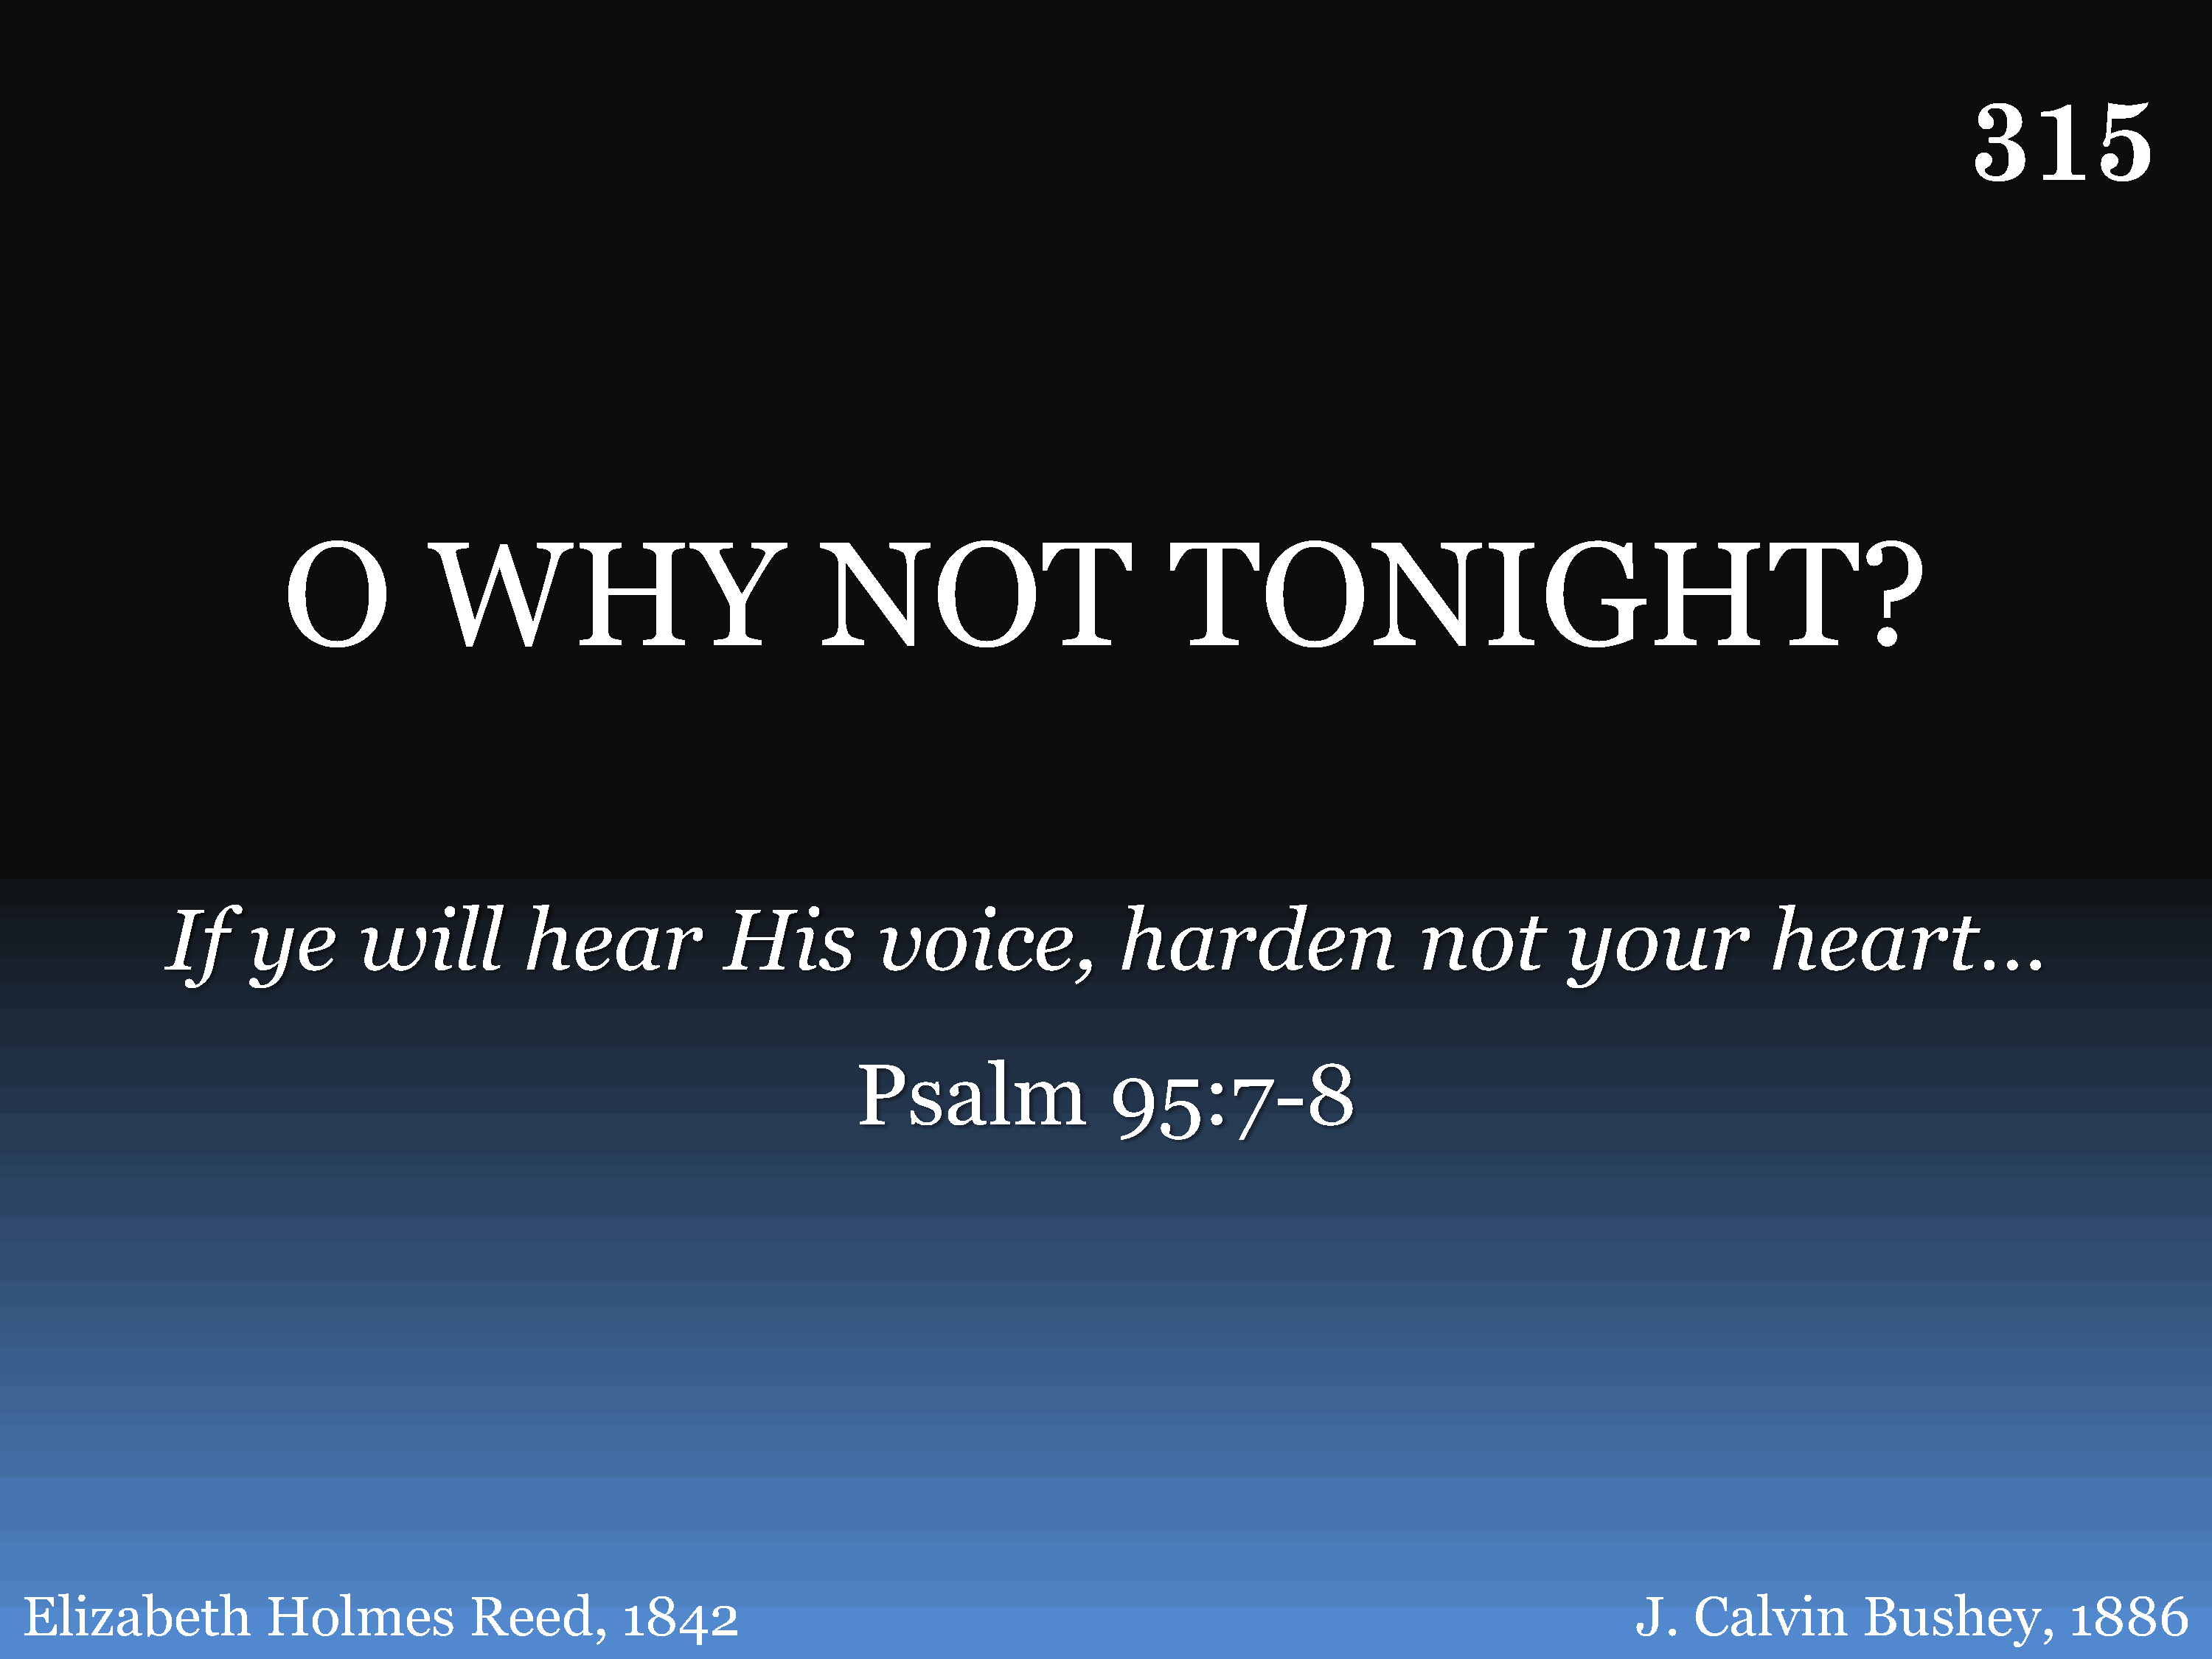 315
O WHY NOT TONIGHT?
If ye will hear His voice, harden not your heart…
Psalm 95:7-8
Elizabeth Holmes Reed, 1842
J. Calvin Bushey, 1886